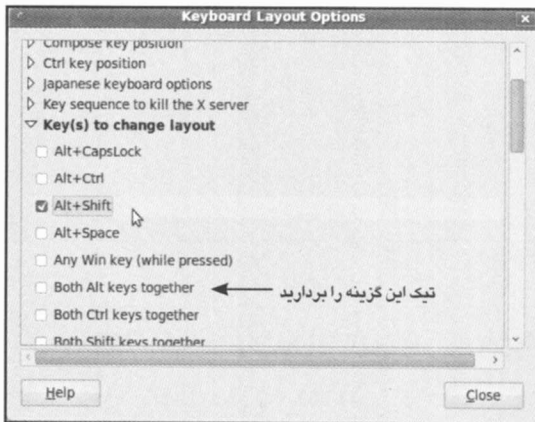 Keyboard Layout Options
Compose key position
Ctrl key position
Japanese keyboard options
Key sequence to kill the X server
Key(s) to change layout
Alt+CapsLock
Alt+Ctrl
Alt+Shift
Alt+Space
Any Win key (while pressed)
Both Alt keys together
تیک این گزینه را بردارید
Both Ctrl keys together
Both Shift keys together
Help
Close